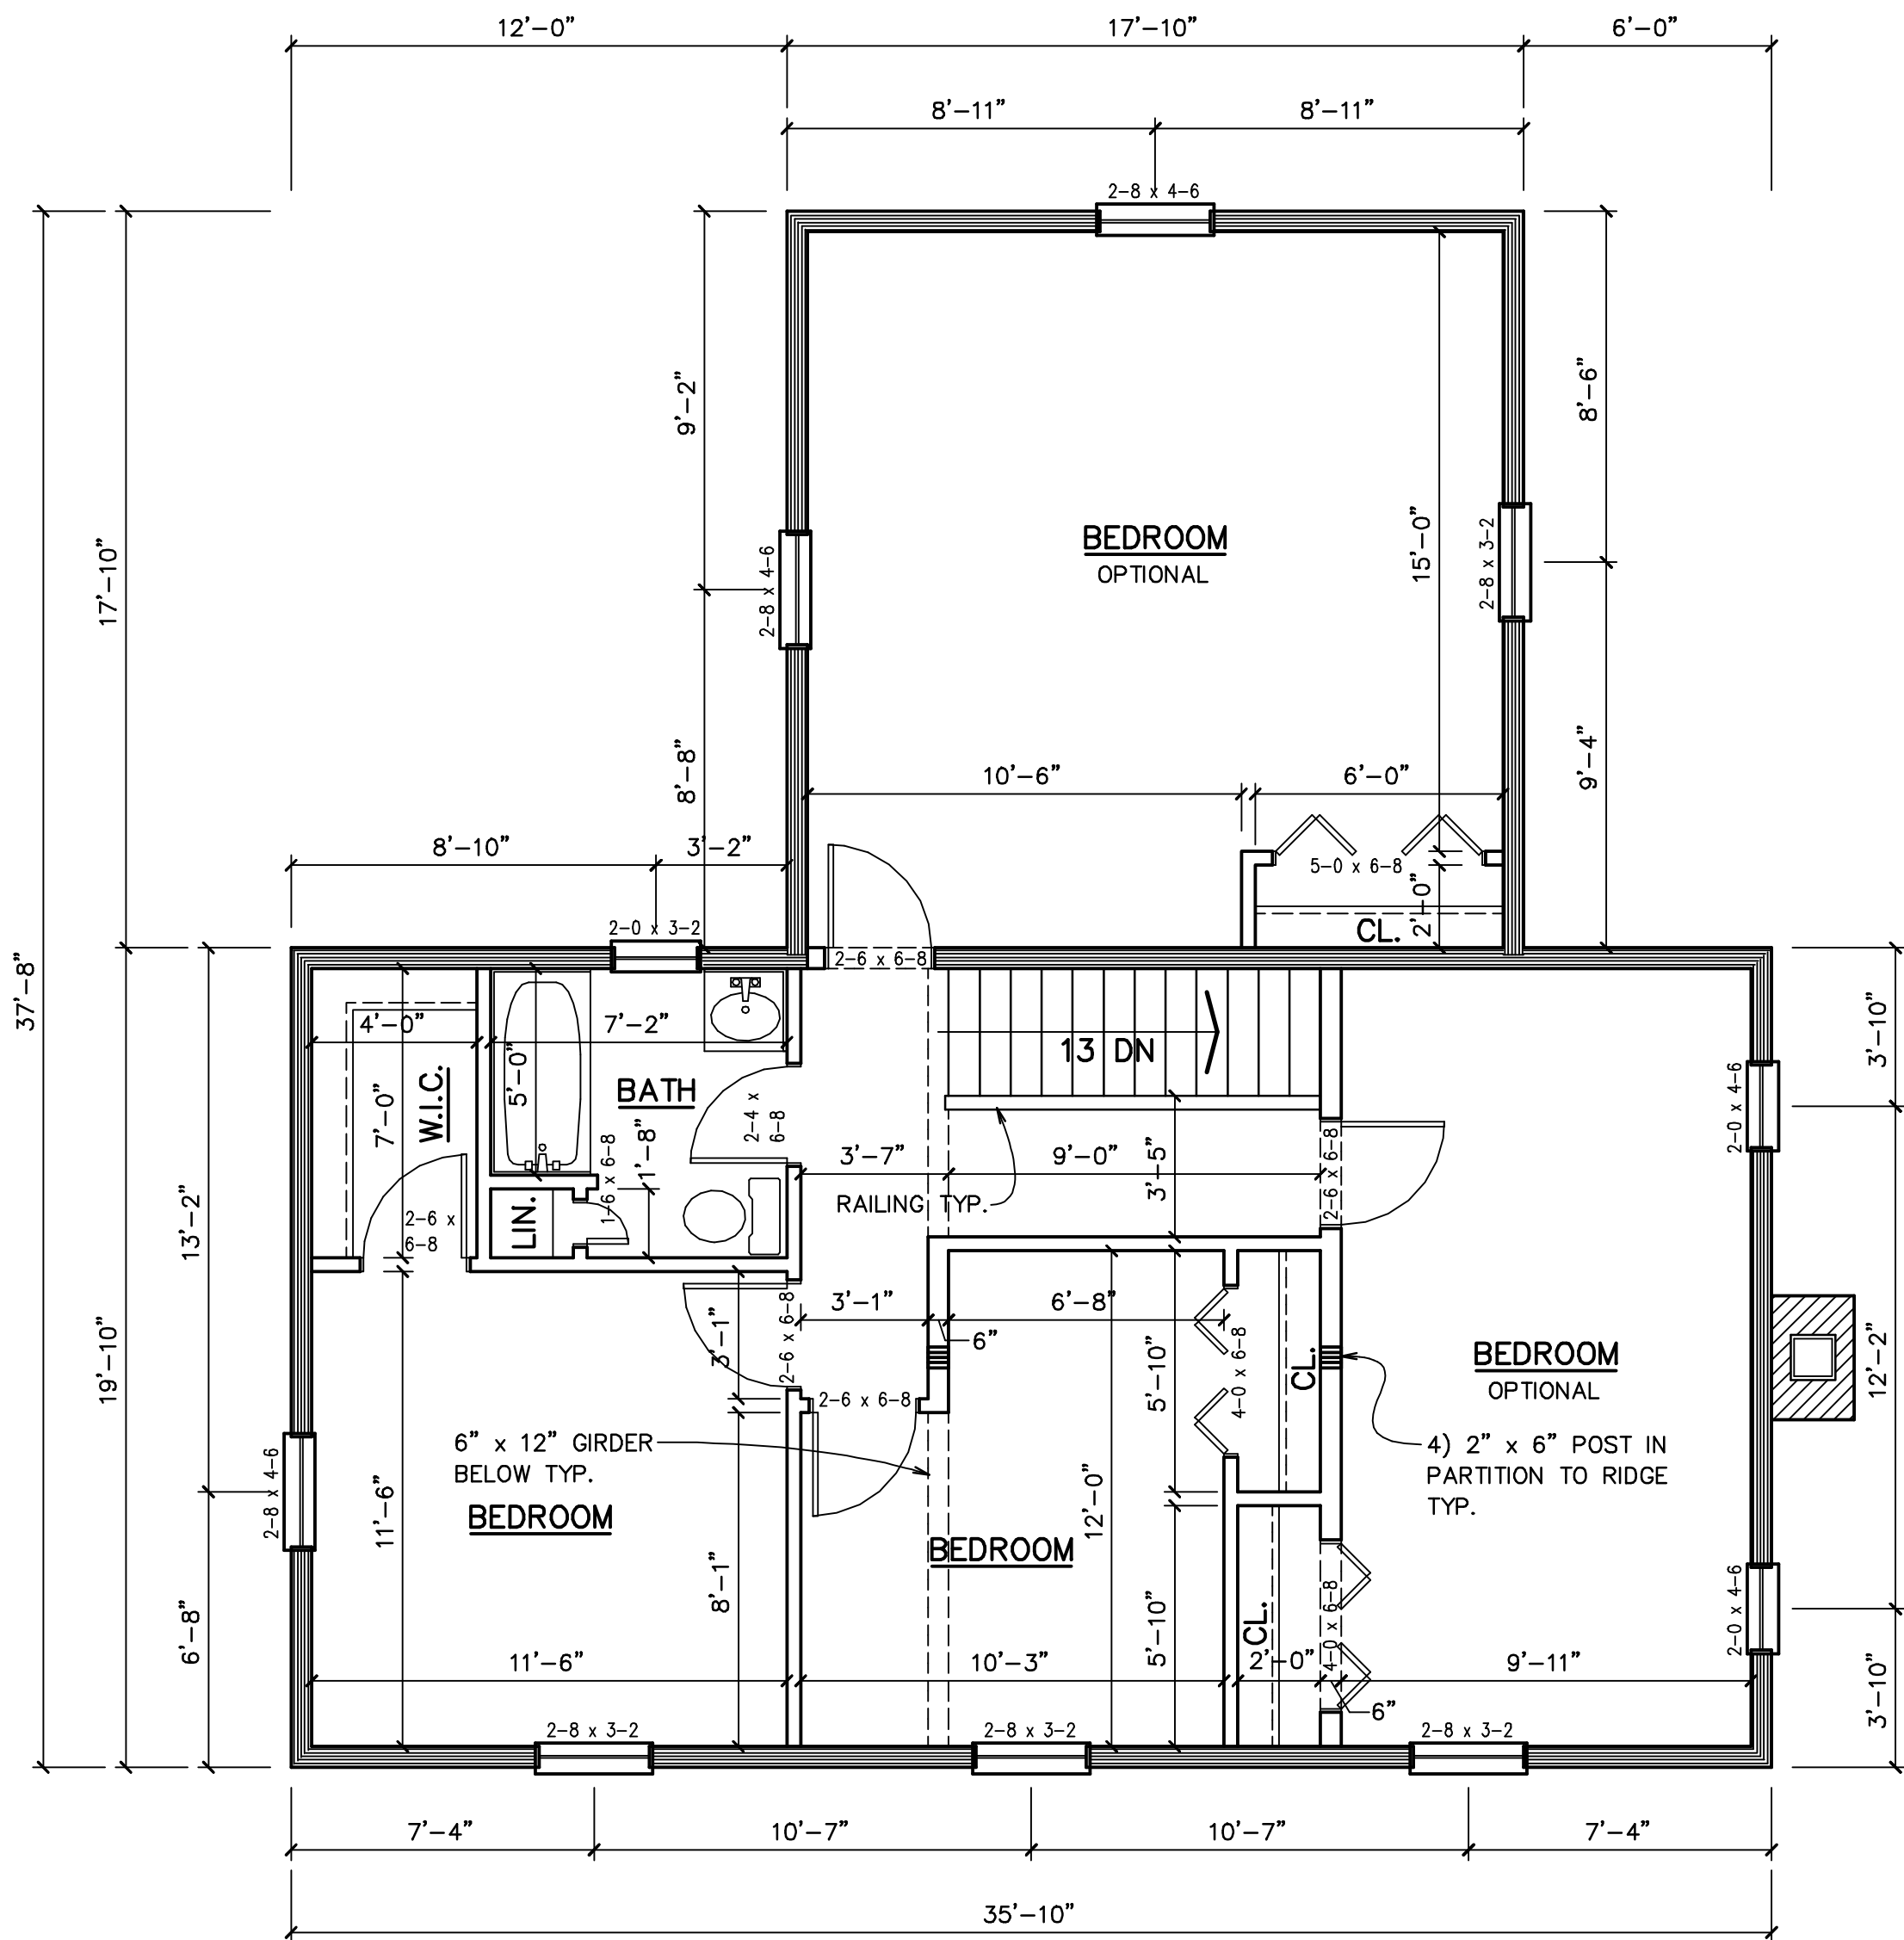 12'-0"
17'-10"
6'-0"
8'-11"
8'-11"
2-8 x 4-6
9'-2"
8'-6"
17'-10"
37'-8"
2-8 x 4-6
BEDROOM
OPTIONAL
15'-0"
2-8 x 3-2
8'-8"
9'-4"
10'-6"
6'-0"
8'-10"
3'-2"
5-0 x 6-8
2'-0"
CL.
2-0 x 3-2
2-6 x 6-8
4'-0"
7'-2"
5'-0"
7'-0"
W.I.C.
BATH
13 DN
3'-10"
2-0 x 4-6
2-4 x
6-8
1-6 x 6-8
1'-8"
3'-7"
9'-0"
3'-5"
2-6 x 6-8
RAILING TYP.
LIN.
2-6 x
6-8
13'-2"
19'-10"
3'-1"
2-6 x 6-8
3'-1"
6'-8"
6"
5'-10"
4-0 x 6-8
CL.
BEDROOM
OPTIONAL
12'-2"
2-6 x 6-8
6" x 12" GIRDER
BELOW TYP.
4) 2" x 6" POST IN
PARTITION TO RIDGE
TYP.
2-8 x 4-6
11'-6"
BEDROOM
12'-0"
BEDROOM
8'-1"
5'-10"
CL.
4-0 x 6-8
2-0 x 4-6
6'-8"
11'-6"
10'-3"
2'-0"
9'-11"
6"
3'-10"
2-8 x 3-2
2-8 x 3-2
2-8 x 3-2
7'-4"
10'-7"
10'-7"
7'-4"
35'-10"